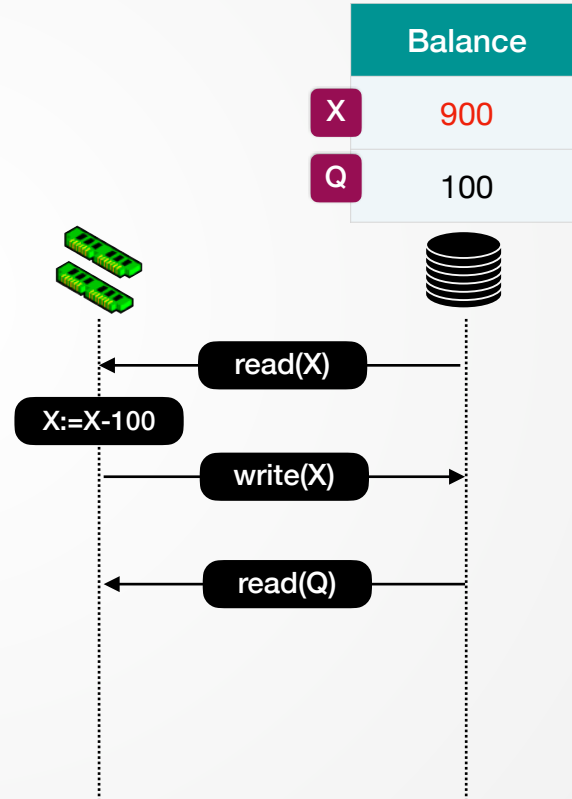 Balance
X 900
Q 100
read(X)
X:=X-100
write(X)
read(Q)